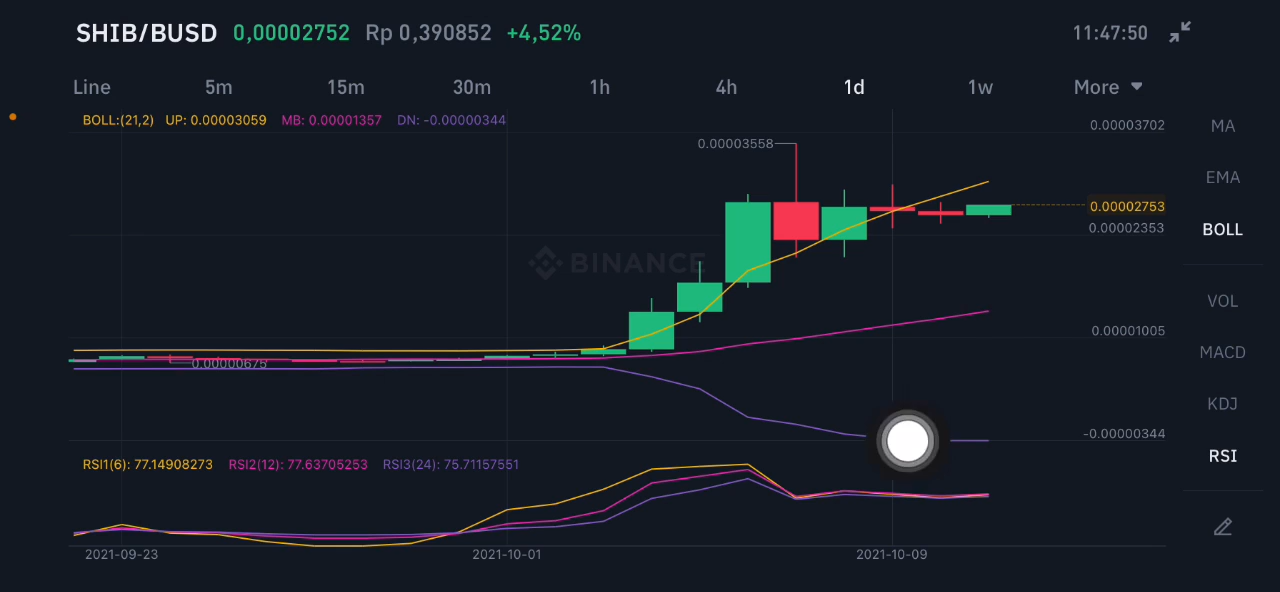 SHIB/BUSD 0,00002752 Rp 0,390852 +4,52% 11:47:50
Line 5m 15m 30m 1h 4h 1d 1w More
BOLL:(21,2) UP: 0.00003059 MB: 0.00001357 DN: -0.00000344
0.00003702
MA
0.00003558
EMA
0.00002753
0.00002353
BOLL
BINANCE
VOL
0.00001005
MACD
0.00000675
KDJ
-0.00000344
RSI
RSI1(6): 77.14908273 RSI2(12): 77.63705253 RSI3(24): 75.71157551
2021-09-23 2021-10-01 2021-10-09